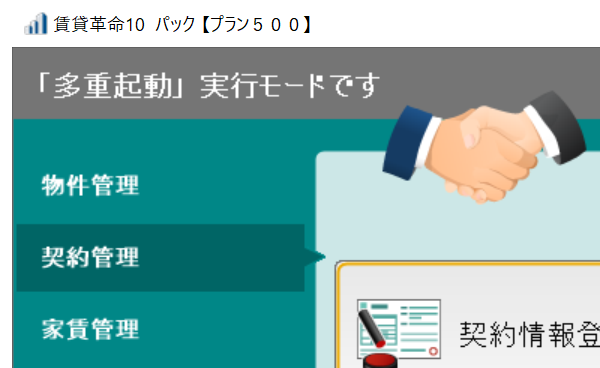 賃貸革命10 パック【プラン５００】
「多重起動」実行モードです
物件管理
契約管理
家賃管理
契約情報登